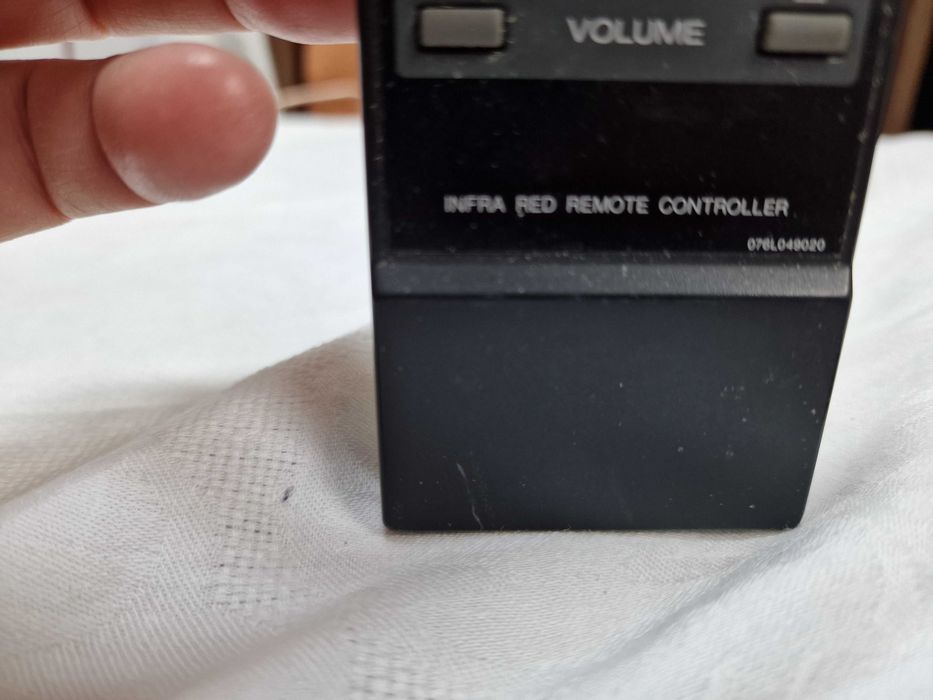 VOLUME
INFRA RED REMOTE CONTROLLER
076L049020